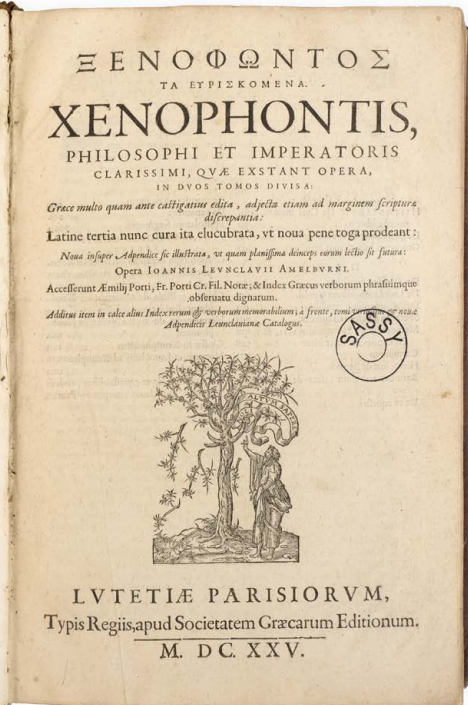 ΞΕΝΟΦΩΝΤΟΣ
ΤΑ ΕΥΡΙΣΚΟΜΕΝΑ.
XENOPHONTIS,
PHILOSOPHI ET IMPERATORIS
CLARISSIMI, QVÆ EXSTANT OPERA,
IN DVOS TOMOS DIVISA:
Græce multo quam ante castigatius edita, adjecta etiam ad marginem scripturæ
discrepantia:
Latine tertia nunc cura ita elucubrata, vt noua pene toga prodeant:
Noua insuper Adpendice sic illustrata, vt quam planissima deinceps eorum lectio sit futura:
Opera IOANNIS LEVNCLAVII AMELBVRNI.
Accesserunt Æmilij Porti, Fr. Porti Cr. Fil. Notæ; & Index Græcus verborum phrasiumque
obseruatu dignarum.
Additus item in calce alius Index rerum & verborum memorabilium; à fronte, tomi & nouæ
Adpendicis Leunclauianæ Catalogus.
SASSY
LVTETIÆ PARISIORVM,
Typis Regiis, apud Societatem Græcarum Editionum.
M. DC. XXV.